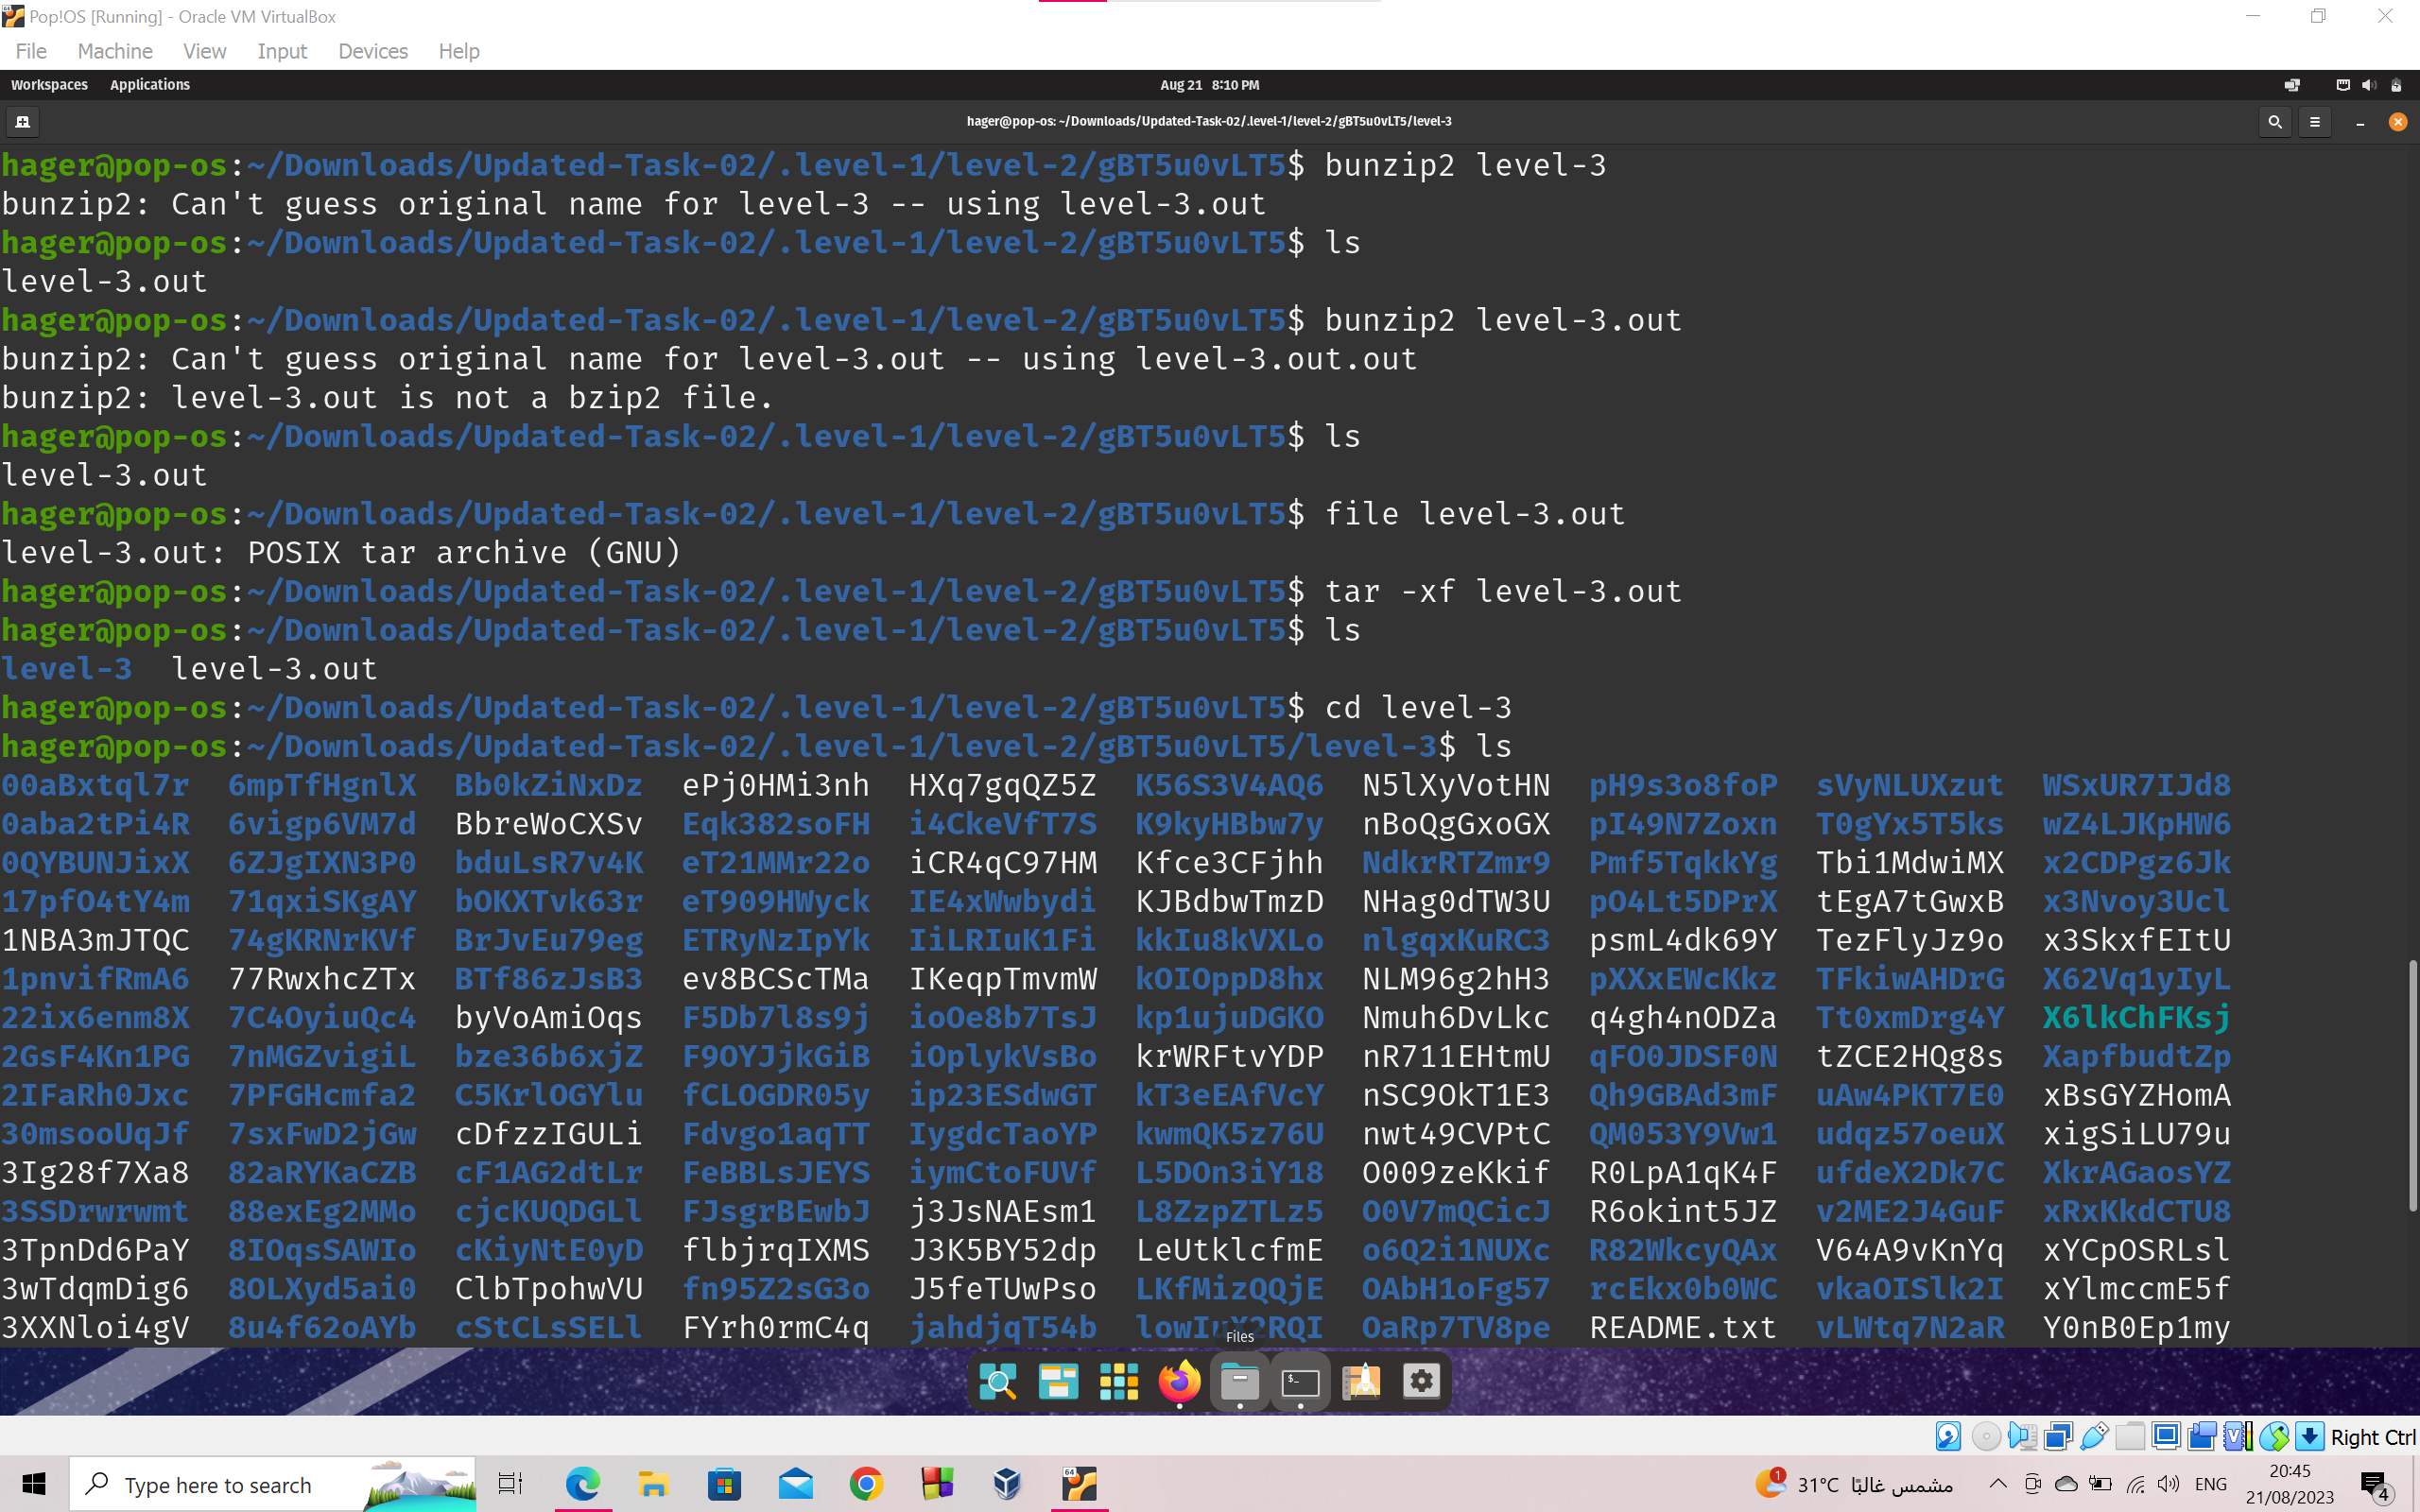 Pop!OS [Running] - Oracle VM VirtualBox
File Machine View Input Devices Help
Workspaces Applications Aug 21 8:10 PM
hager@pop-os: ~/Downloads/Updated-Task-02/.level-1/level-2/gBT5u0vLT5/level-3
hager@pop-os:~/Downloads/Updated-Task-02/.level-1/level-2/gBT5u0vLT5$ bunzip2 level-3
bunzip2: Can't guess original name for level-3 -- using level-3.out
hager@pop-os:~/Downloads/Updated-Task-02/.level-1/level-2/gBT5u0vLT5$ ls
level-3.out
hager@pop-os:~/Downloads/Updated-Task-02/.level-1/level-2/gBT5u0vLT5$ bunzip2 level-3.out
bunzip2: Can't guess original name for level-3.out -- using level-3.out.out
bunzip2: level-3.out is not a bzip2 file.
hager@pop-os:~/Downloads/Updated-Task-02/.level-1/level-2/gBT5u0vLT5$ ls
level-3.out
hager@pop-os:~/Downloads/Updated-Task-02/.level-1/level-2/gBT5u0vLT5$ file level-3.out
level-3.out: POSIX tar archive (GNU)
hager@pop-os:~/Downloads/Updated-Task-02/.level-1/level-2/gBT5u0vLT5$ tar -xf level-3.out
hager@pop-os:~/Downloads/Updated-Task-02/.level-1/level-2/gBT5u0vLT5$ ls
level-3 level-3.out
hager@pop-os:~/Downloads/Updated-Task-02/.level-1/level-2/gBT5u0vLT5$ cd level-3
hager@pop-os:~/Downloads/Updated-Task-02/.level-1/level-2/gBT5u0vLT5/level-3$ ls
00aBxtql7r 6mpTfHgnlX Bb0kZiNxDz ePj0HMi3nh HXq7gqQZ5Z K56S3V4AQ6 N5lXyVotHN pH9s3o8foP sVyNLUXzut WSxUR7IJd8
0aba2tPi4R 6vigp6VM7d BbreWoCXSv Eqk382soFH i4CkeVfT7S K9kyHBbw7y nBoQgGxoGX pI49N7Zoxn T0gYx5T5ks wZ4LJKpHW6
0QYBUNJixX 6ZJgIXN3P0 bduLsR7v4K eT21MMr22o iCR4qC97HM Kfce3CFjhh NdkrRTZmr9 Pmf5TqkkYg Tbi1MdwiMX x2CDPgz6Jk
17pfO4tY4m 71qxiSKgAY bOKXTvk63r eT909HWyck IE4xWwbydi KJBdbwTmzD NHag0dTW3U pO4Lt5DPrX tEgA7tGwxB x3Nvoy3Ucl
1NBA3mJTQC 74gKRNrKVf BrJvEu79eg ETRyNzIpYk IiLRIuK1Fi kkIu8kVXLo nlgqxKuRC3 psmL4dk69Y TezFlyJz9o x3SkxfEItU
1pnvifRmA6 77RwxhcZTx BTf86zJsB3 ev8BCScTMa IKeqpTmvmW kOIOppD8hx NLM96g2hH3 pXXxEWcKkz TFkiwAHDrG X62Vq1yIyL
22ix6enm8X 7C4OyiuQc4 byVoAmiOqs F5Db7l8s9j ioOe8b7TsJ kp1ujuDGKO Nmuh6DvLkc q4gh4nODZa Tt0xmDrg4Y X6lkChFKsj
2GsF4Kn1PG 7nMGZvigiL bze36b6xjZ F9OYJjkGiB iOplykVsBo krWRFtvYDP nR711EHtmU qFO0JDSF0N tZCE2HQg8s XapfbudtZp
2IFaRh0Jxc 7PFGHcmfa2 C5KrlOGYlu fCLOGDR05y ip23ESdwGT kT3eEAfVcY nSC9OkT1E3 Qh9GBAd3mF uAw4PKT7E0 xBsGYZHomA
30msooUqJf 7sxFwD2jGw cDfzzIGULi Fdvgo1aqTT IygdcTaoYP kwmQK5z76U nwt49CVPtC QM053Y9Vw1 udqz57oeuX xigSiLU79u
3Ig28f7Xa8 82aRYKaCZB cF1AG2dtLr FeBBLsJEYS iymCtoFUVf L5DOn3iY18 O009zeKkif R0LpA1qK4F ufdeX2Dk7C XkrAGaosYZ
3SSDrwrwmt 88exEg2MMo cjcKUQDGLl FJsgrBEwbJ j3JsNAEsm1 L8ZzpZTLz5 O0V7mQCicJ R6okint5JZ v2ME2J4GuF xRxKkdCTU8
3TpnDd6PaY 8IOqsSAWIo cKiyNtE0yD flbjrqIXMS J3K5BY52dp LeUtklcfmE o6Q2i1NUXc R82WkcyQAx V64A9vKnYq xYCpOSRLsl
3wTdqmDig6 8OLXyd5ai0 ClbTpohwVU fn95Z2sG3o J5feTUwPso LKfMizQQjE OAbH1oFg57 rcEkx0b0WC vkaOISlk2I xYlmccmE5f
3XXNloi4gV 8u4f62oAYb cStCLsSELl FYrh0rmC4q jahdjqT54b OaRp7TV8pe README.txt vLWtq7N2aR Y0nB0Ep1my
Files
Right Ctrl
Type here to search
31°C مشمس غالبًا ENG 20:45
21/08/2023
4